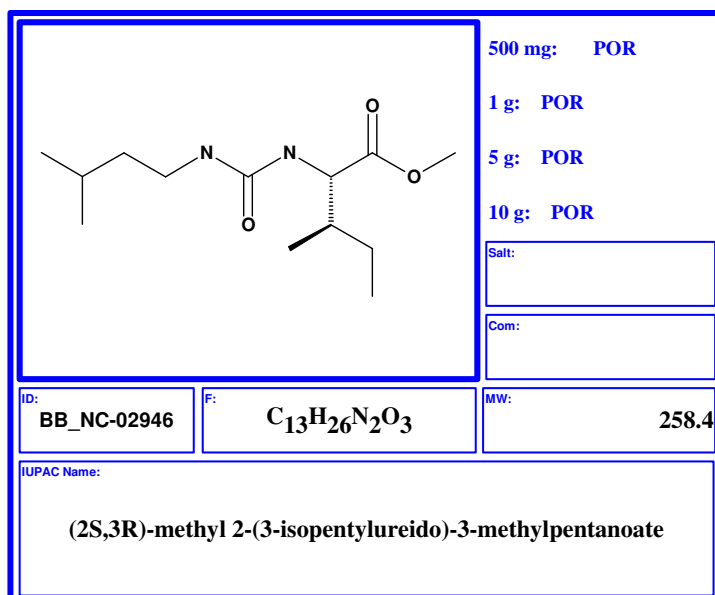 500 mg: POR
1 g: POR
5 g: POR
10 g: POR
O
N N
O
O
Salt:
Com:
ID:
BB_NC-02946
F:
C13H26N2O3
MW:
258.4
IUPAC Name:
(2S,3R)-methyl 2-(3-isopentylureido)-3-methylpentanoate